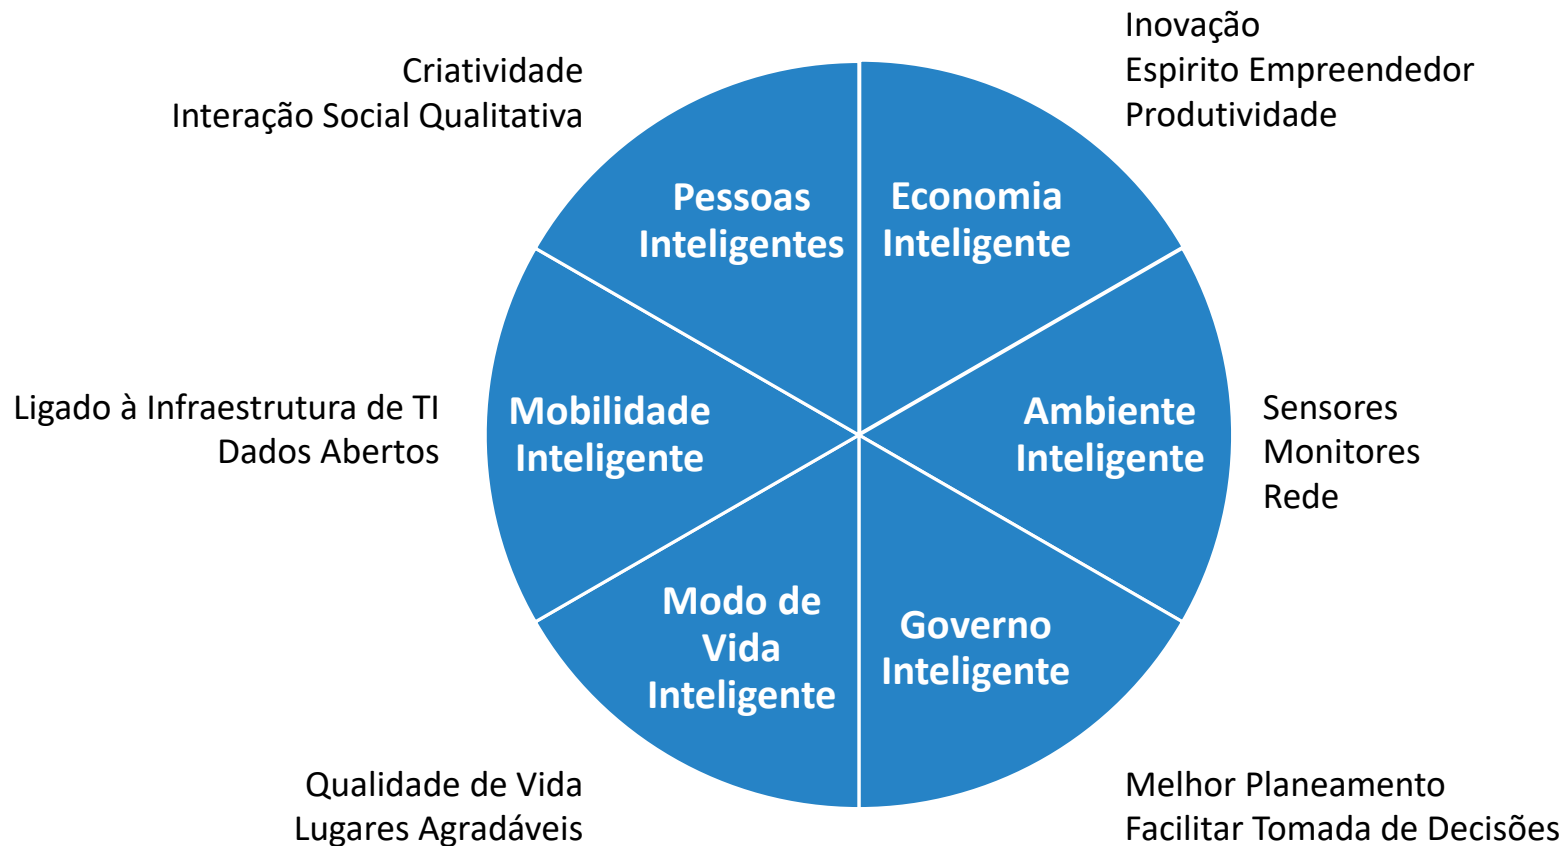 Inovação
Espirito Empreendedor
Produtividade
Criatividade
Interação Social Qualitativa
Pessoas
Inteligentes
Economia
Inteligente
Ligado à Infraestrutura de TI
Dados Abertos
Mobilidade
Inteligente
Ambiente
Inteligente
Sensores
Monitores
Rede
Modo de
Vida
Inteligente
Governo
Inteligente
Qualidade de Vida
Lugares Agradáveis
Melhor Planeamento
Facilitar Tomada de Decisões